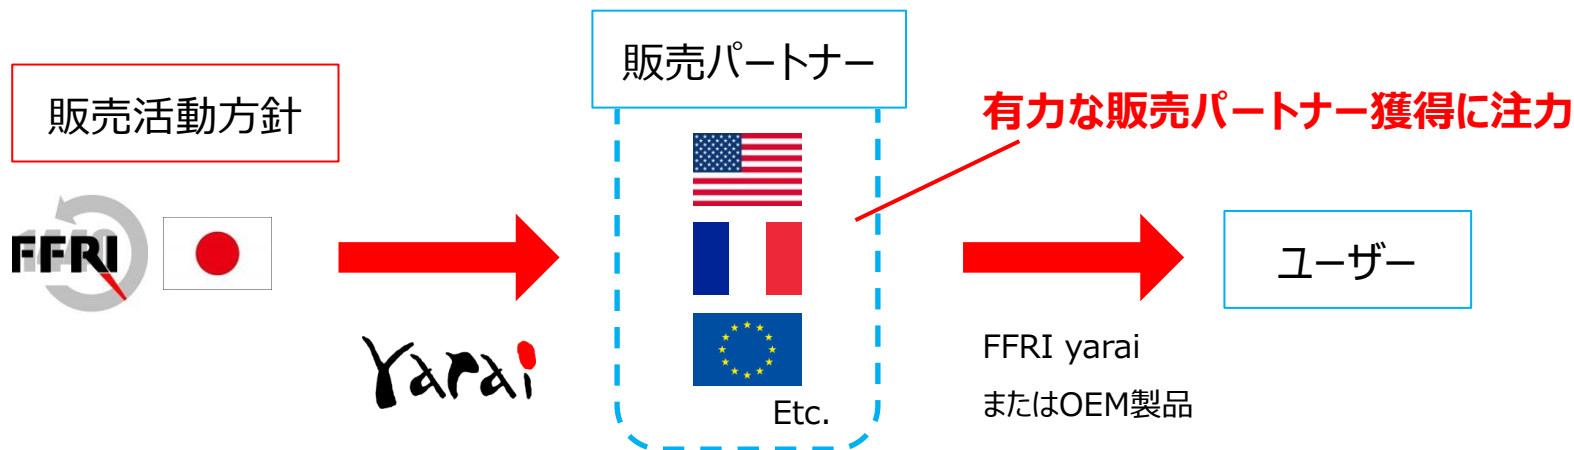 販売活動方針
FFRI
Yarai
販売パートナー
Etc.
有力な販売パートナー獲得に注力
FFRI yarai
またはOEM製品
ユーザー